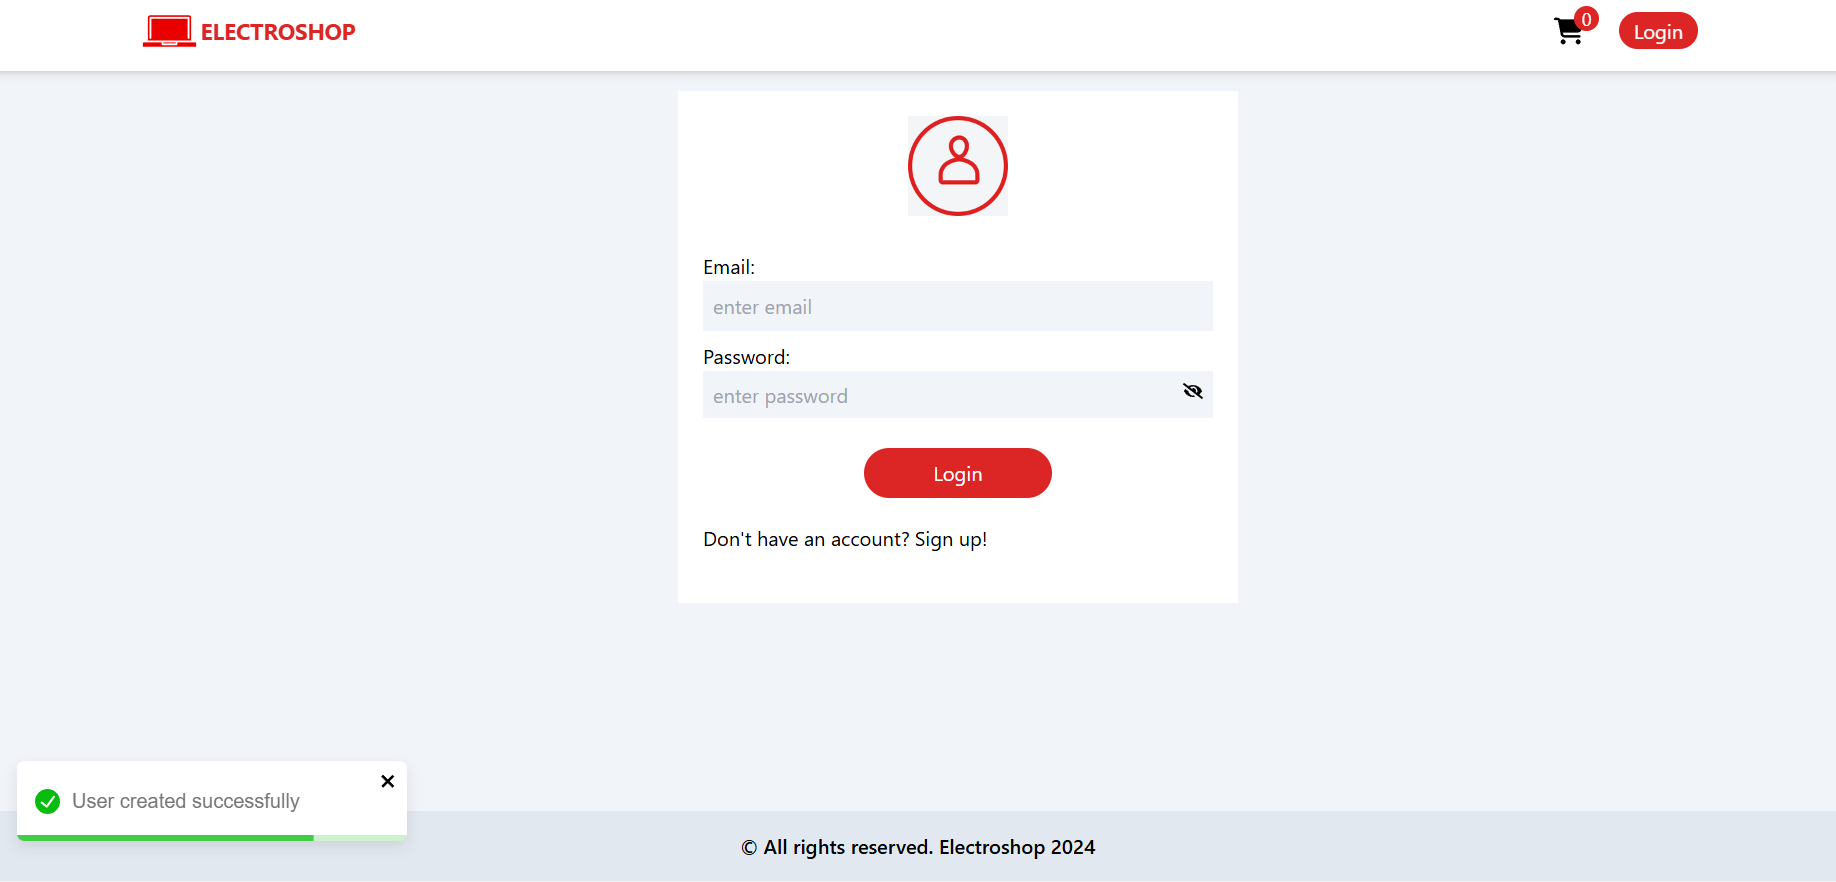 ELECTROSHOP
0
Login
Email:
enter email
Password:
enter password
Login
Don't have an account? Sign up!
User created successfully
© All rights reserved. Electroshop 2024